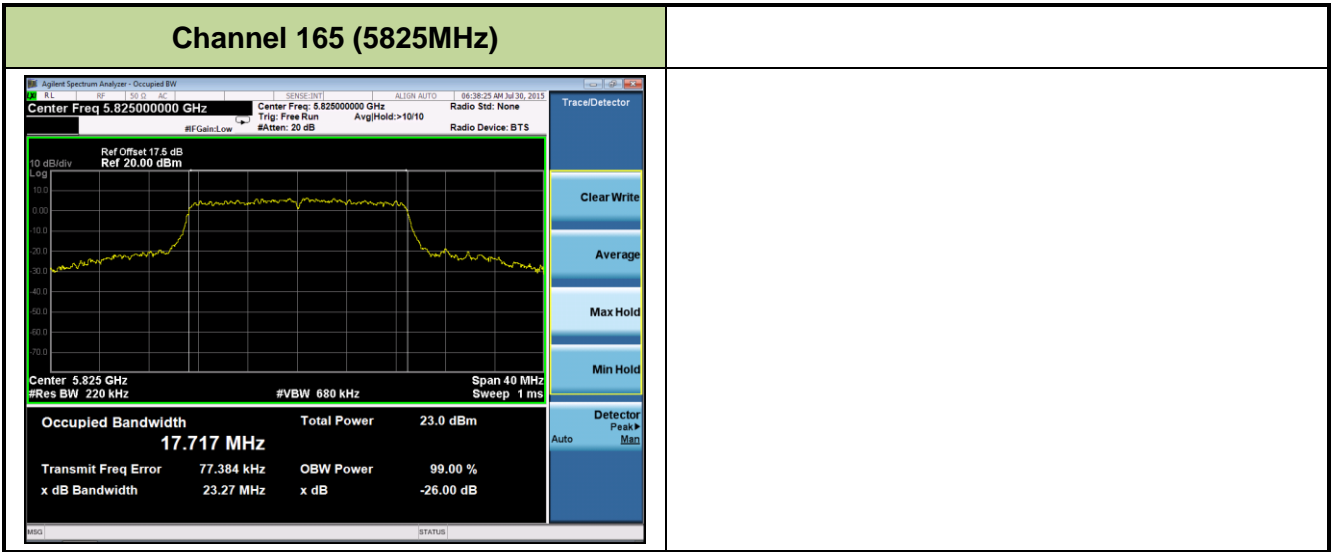 Channel 165 (5825MHz)
Agilent Spectrum Analyzer - Occupied BW
RL RF 50 Ω AC SENSE:INT ALIGN AUTO 06:38:25 AM Jul 30, 2015
Center Freq 5.825000000 GHz
Center Freq: 5.825000000 GHz Radio Std: None
Trig: Free Run Avg|Hold:>10/10
#IFGain:Low #Atten: 20 dB Radio Device: BTS
Trace/Detector
Ref Offset 17.5 dB
10 dB/div Ref 20.00 dBm
Log
10.0
0.00
-10.0
-20.0
-30.0
-40.0
-50.0
-60.0
-70.0
Center 5.825 GHz Span 40 MHz
#Res BW 220 kHz #VBW 680 kHz Sweep 1 ms
Clear Write
Average
Max Hold
Min Hold
Detector
Peak▶
Auto Man
Occupied Bandwidth Total Power 23.0 dBm
17.717 MHz
Transmit Freq Error 77.384 kHz OBW Power 99.00 %
x dB Bandwidth 23.27 MHz x dB -26.00 dB
MSG STATUS